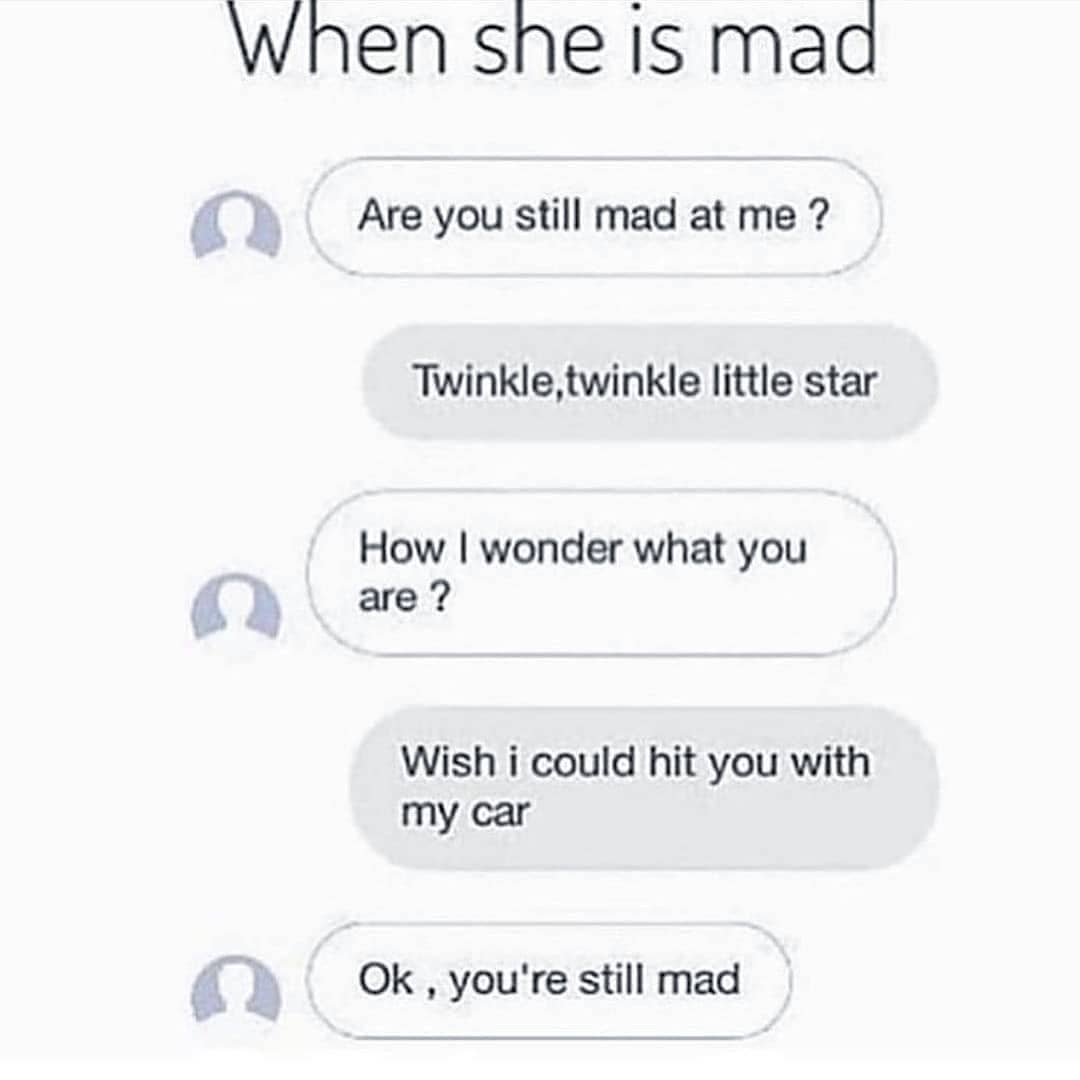 When she is mad
Are you still mad at me ?
Twinkle,twinkle little star
How I wonder what you
are ?
Wish i could hit you with
my car
Ok , you're still mad